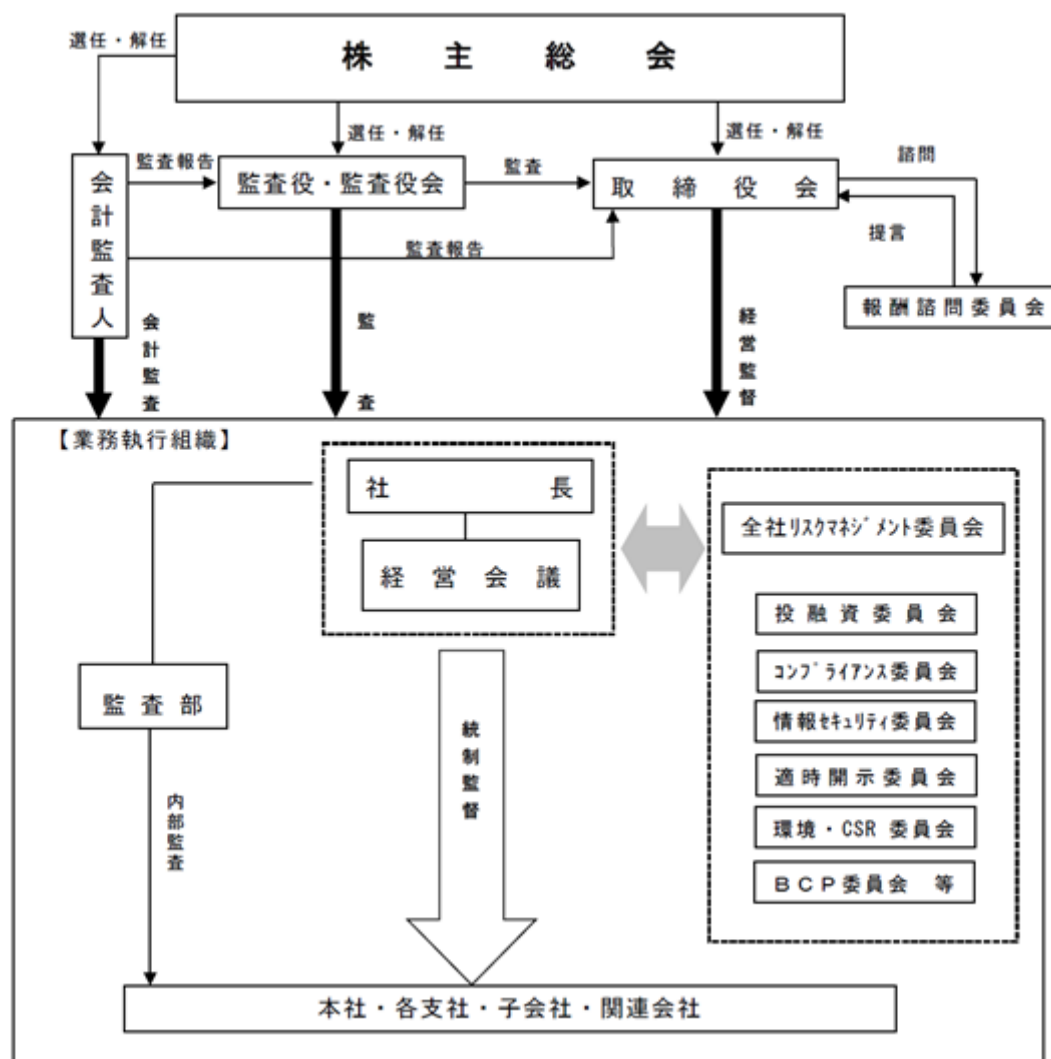 株主総会
選任・解任
選任・解任
選任・解任
会計監査人
監査報告
監査役・監査役会
監査
取締役会
諮問
提言
監査報告
報酬諮問委員会
会計監査
監査
経営監督
【業務執行組織】
社長
経営会議
全社ﾘｽｸﾏﾈｼﾞﾒﾝﾄ委員会
投融資委員会
ｺﾝﾌﾟﾗｲｱﾝｽ委員会
情報ｾｷｭﾘﾃｨ委員会
適時開示委員会
環境・CSR 委員会
ＢＣＰ委員会　等
監査部
統制監督
内部監査
本社・各支社・子会社・関連会社